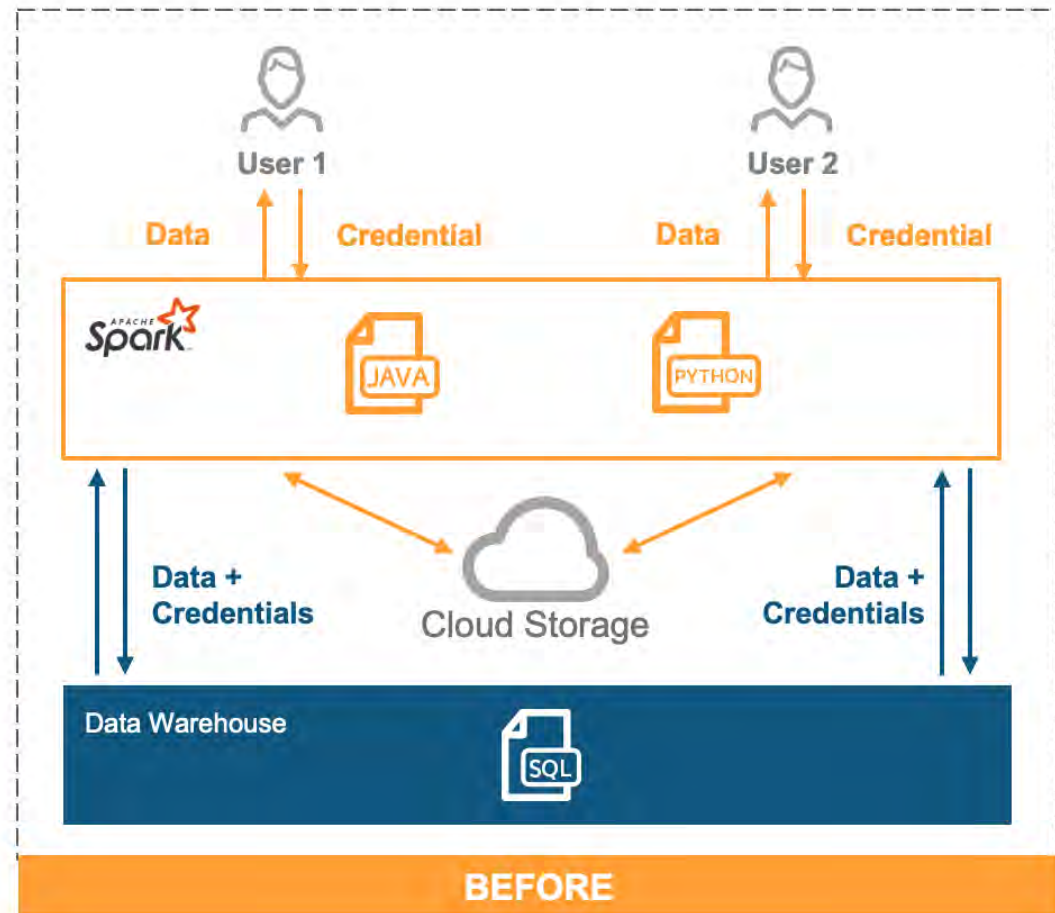 User 1
User 2
Data
Credential
Data
Credential
APACHE
Spark
JAVA
PYTHON
Data +
Credentials
Data +
Credentials
Cloud Storage
Data Warehouse
SQL
BEFORE